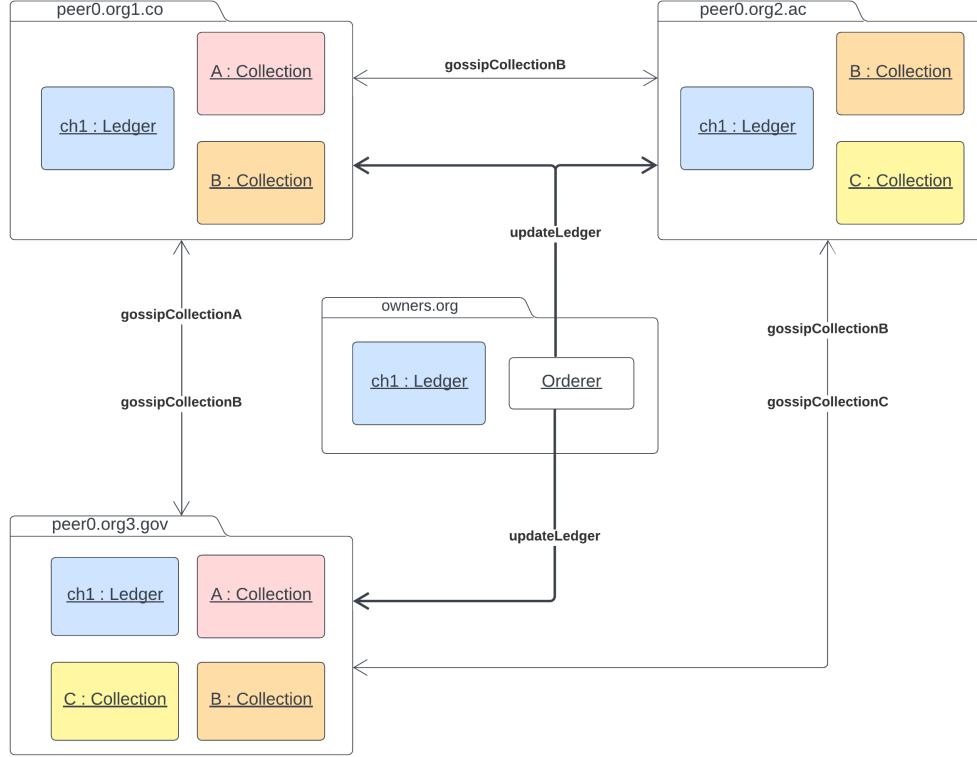 peer0.org1.co
A : Collection
ch1 : Ledger
B : Collection
gossipCollectionB
peer0.org2.ac
B : Collection
ch1 : Ledger
C : Collection
updateLedger
gossipCollectionA
gossipCollectionB
owners.org
ch1 : Ledger
Orderer
gossipCollectionB
gossipCollectionC
updateLedger
peer0.org3.gov
ch1 : Ledger
A : Collection
C : Collection
B : Collection